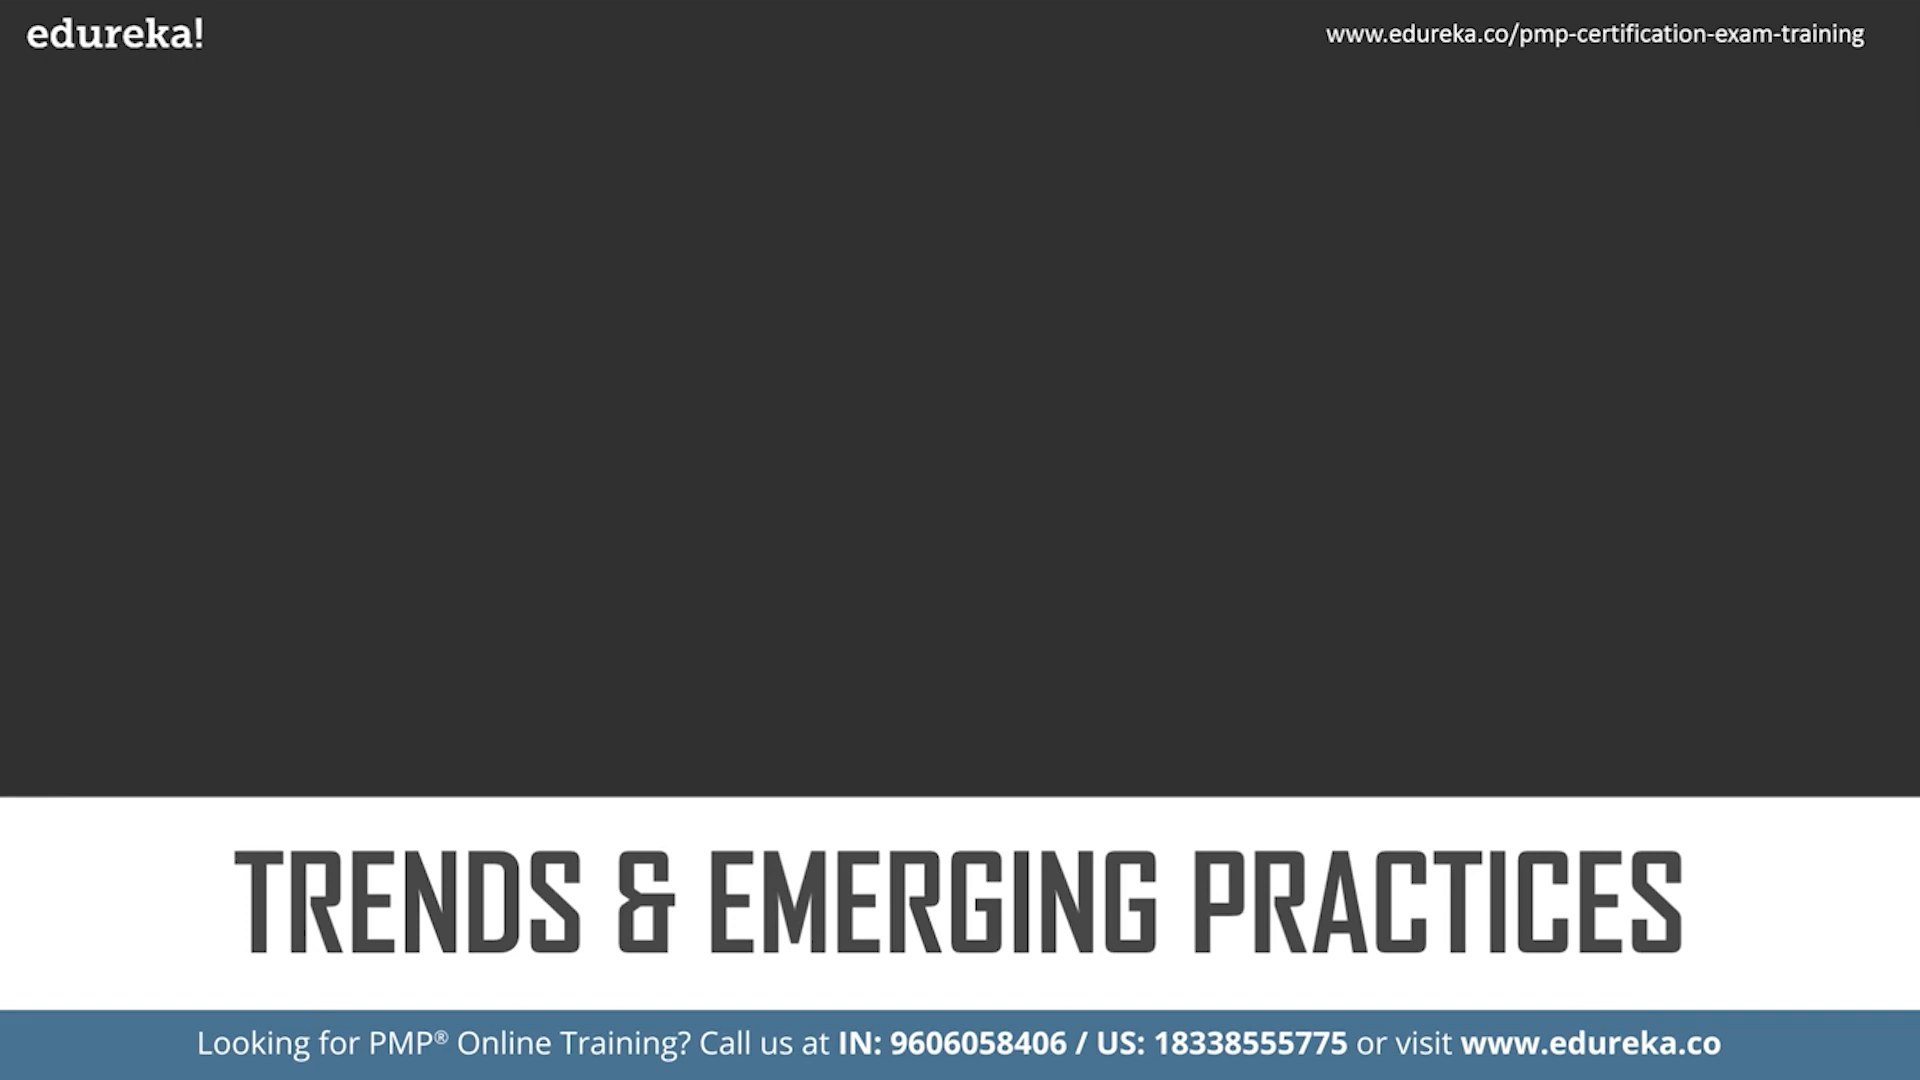 edureka!
www.edureka.co/pmp-certification-exam-training
TRENDS & EMERGING PRACTICES
Looking for PMP® Online Training? Call us at IN: 9606058406 / US: 18338555775 or visit www.edureka.co